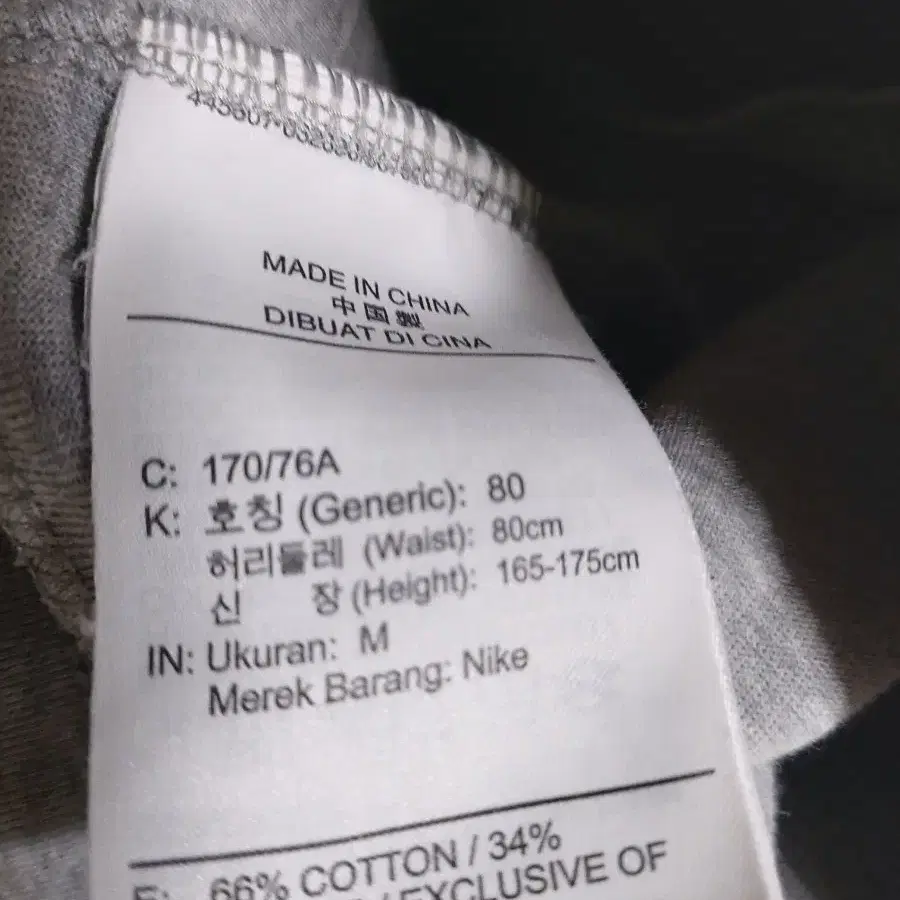 MADE IN CHINA
中国製
DIBUAT DI CINA
C: 170/76A
K: 호칭 (Generic): 80
허리둘레 (Waist): 80cm
신 장 (Height): 165-175cm
IN: Ukuran: M
Merek Barang: Nike
66% COTTON / 34%
/ EXCLUSIVE OF